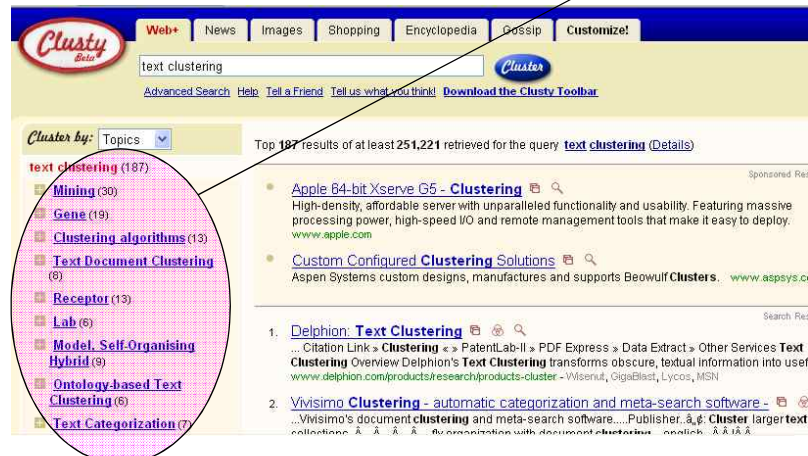 Clusty
Beta
Web+ News Images Shopping Encyclopedia Gossip Customize!
text clustering Cluster
Advanced Search Help Tell a Friend Tell us what you think! Download the Clusty Toolbar
Cluster by: Topics
text clustering (187)
Mining (30)
Gene (19)
Clustering algorithms (13)
Text Document Clustering
(8)
Receptor (13)
Lab (6)
Model, Self-Organising
Hybrid (9)
Ontology-based Text
Clustering (6)
Text Categorization (7)
Top 187 results of at least 251,221 retrieved for the query text clustering (Details)
Sponsored Res
Apple 64-bit Xserve G5 - Clustering
High-density, affordable server with unparalleled functionality and usability. Featuring massive
processing power, high-speed I/O and remote management tools that make it easy to deploy.
www.apple.com
Custom Configured Clustering Solutions
Aspen Systems custom designs, manufactures and supports Beowulf Clusters. www.aspsys.c
Search Res
1. Delphion: Text Clustering
... Citation Link » Clustering « » PatentLab-II » PDF Express » Data Extract » Other Services Text
Clustering Overview Delphion's Text Clustering transforms obscure, textual information into usef
www.delphion.com/products/research/products-cluster - Wisenut, GigaBlast, Lycos, MSN
2. Vivisimo Clustering - automatic categorization and meta-search software -
...Vivisimo's document clustering and meta-search software.....Publisher..â„¢: Cluster larger text